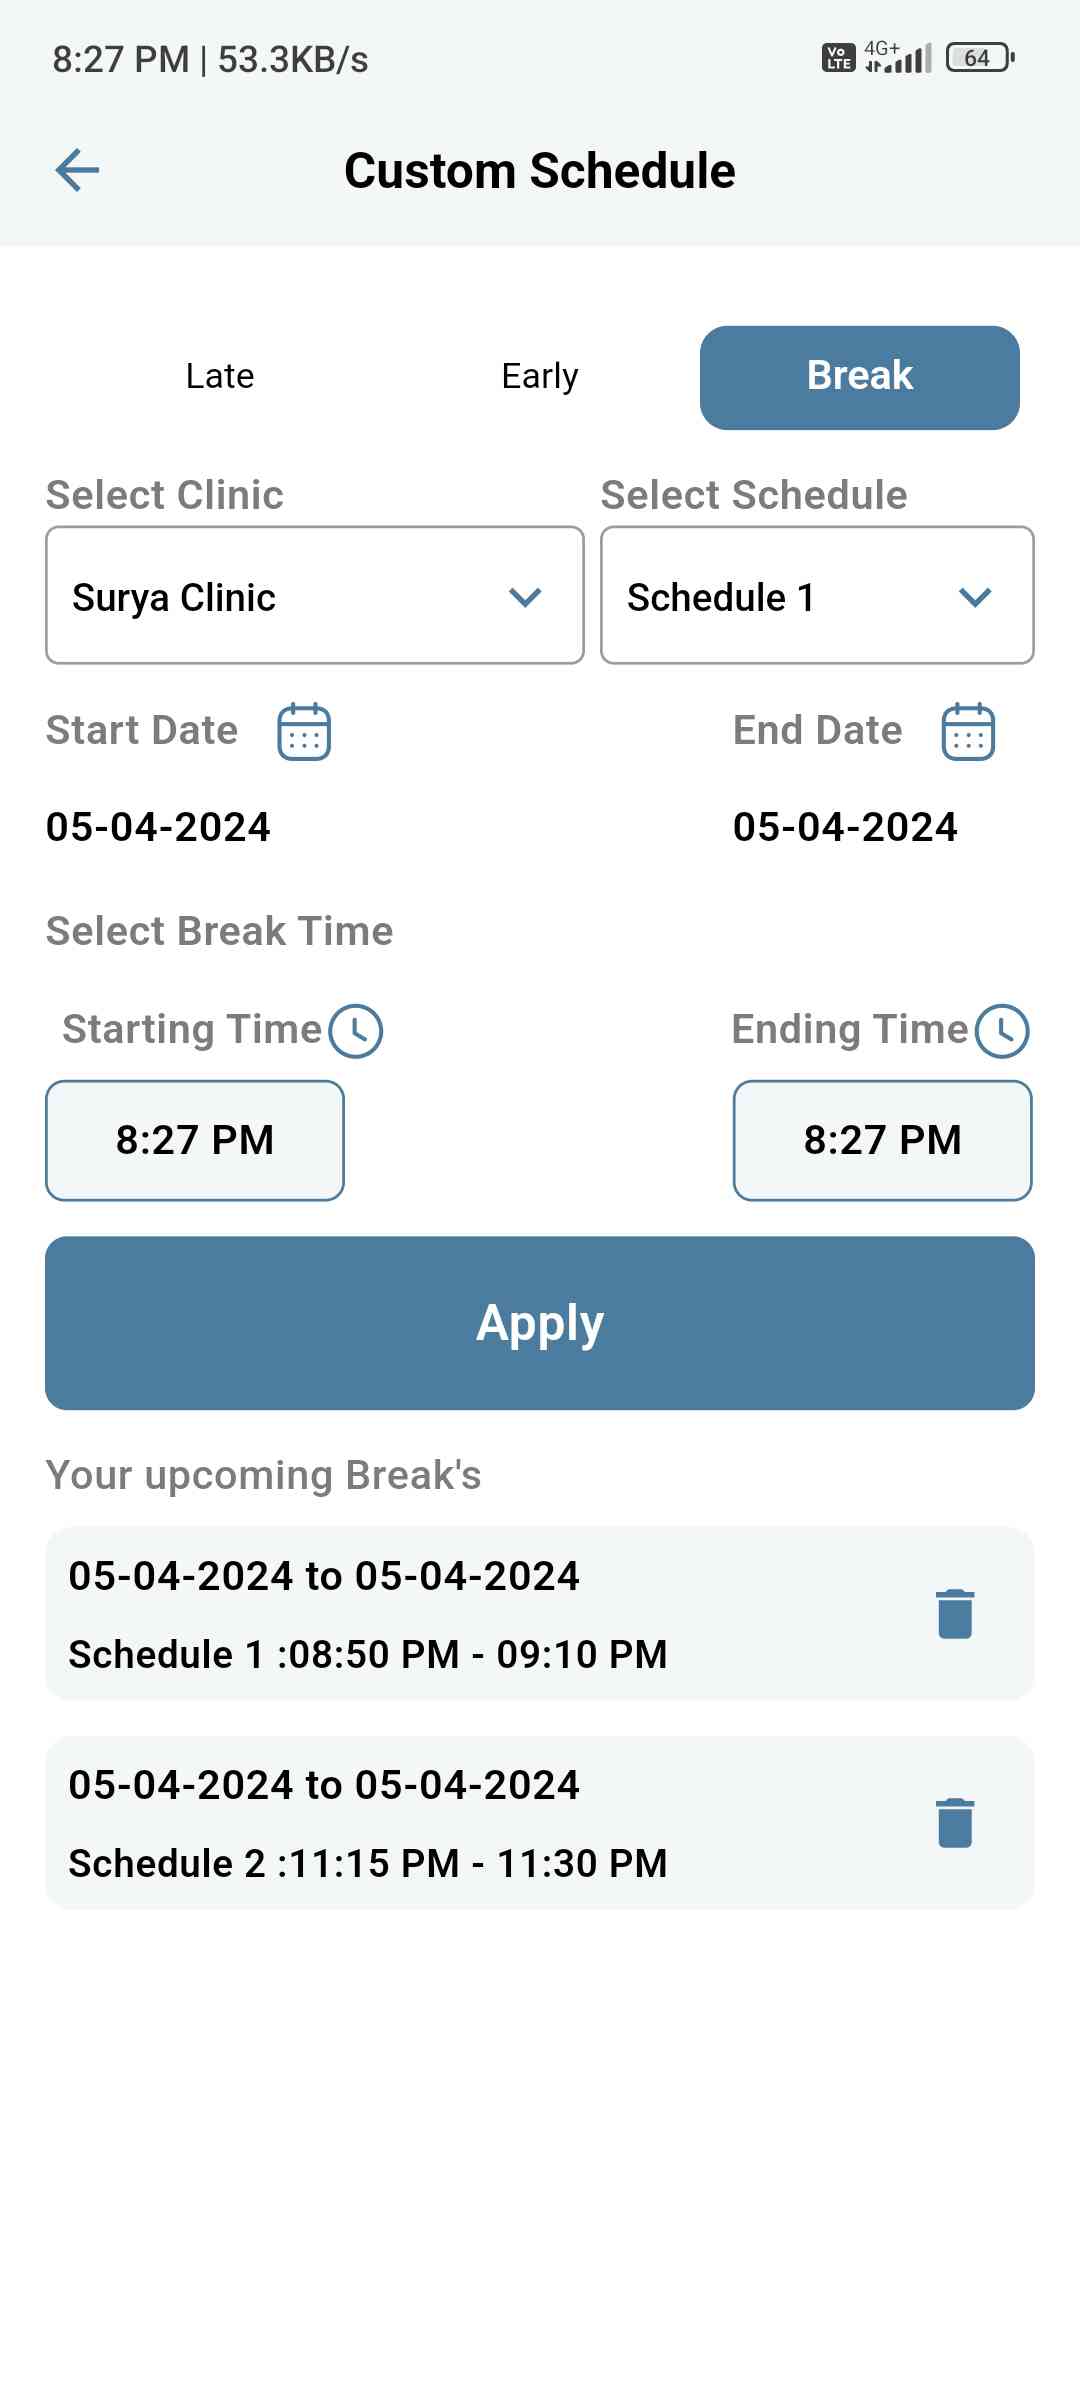 8:27 PM | 53.3KB/s
Vo LTE 4G+ 64
Custom Schedule
Late Early Break
Select Clinic Select Schedule
Surya Clinic Schedule 1
Start Date End Date
05-04-2024 05-04-2024
Select Break Time
Starting Time Ending Time
8:27 PM 8:27 PM
Apply
Your upcoming Break's
05-04-2024 to 05-04-2024
Schedule 1 :08:50 PM - 09:10 PM
05-04-2024 to 05-04-2024
Schedule 2 :11:15 PM - 11:30 PM